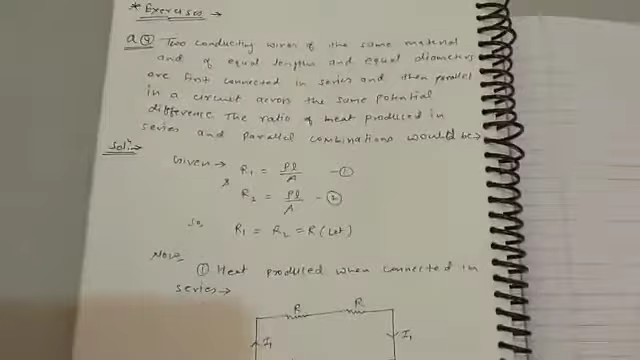 * Exercises →
Q④ Two conducting wires of the same material
and of equal lengths and equal diameters
are first connected in series and then parallel
in a circuit across the same potential
difference. The ratio of heat produced in
series and parallel combinations would be→
Soln:→
Given → R₁ = ρl/A —①
& R₂ = ρl/A —②
So, R₁ = R₂ = R (Let)
Now,
① Heat produced when connected in
series →
R R
I₁ I₁